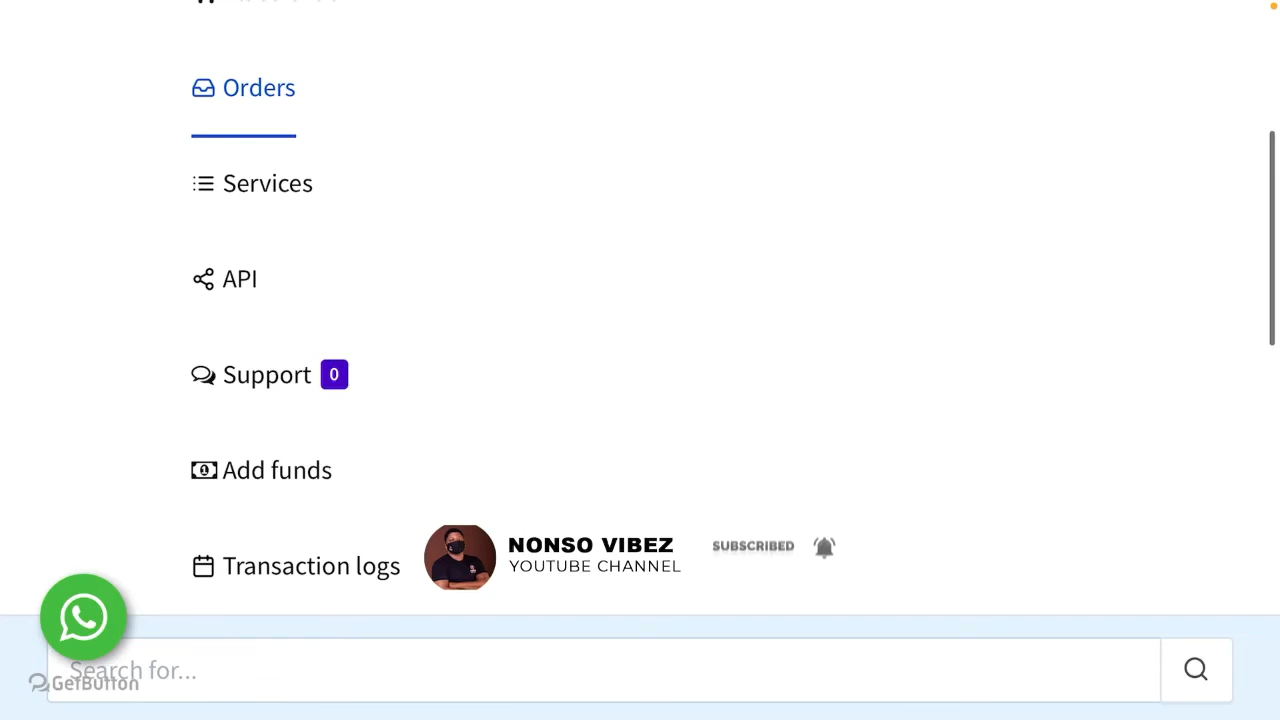 Orders
Services
API
Support 0
Add funds
Transaction logs
NONSO VIBEZ
YOUTUBE CHANNEL
SUBSCRIBED
Search for...
GetButton